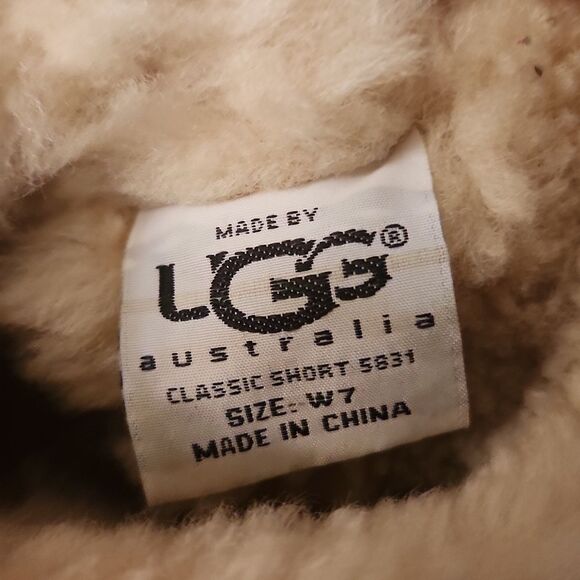 MADE BY
UGG®
australia
CLASSIC SHORT 5831
SIZE: W7
MADE IN CHINA